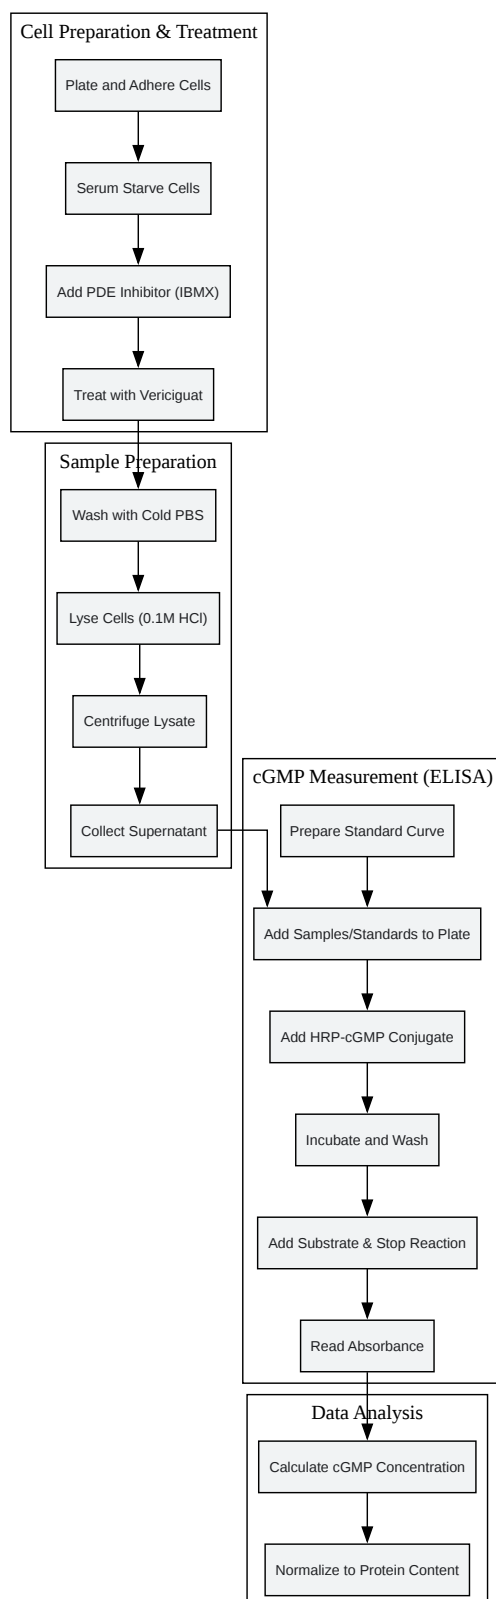 Cell Preparation & Treatment
Plate and Adhere Cells
Serum Starve Cells
Add PDE Inhibitor (IBMX)
Treat with Vericiguat
Sample Preparation
Wash with Cold PBS
Lyse Cells (0.1M HCl)
Centrifuge Lysate
Collect Supernatant
cGMP Measurement (ELISA)
Prepare Standard Curve
Add Samples/Standards to Plate
Add HRP-cGMP Conjugate
Incubate and Wash
Add Substrate & Stop Reaction
Read Absorbance
Data Analysis
Calculate cGMP Concentration
Normalize to Protein Content